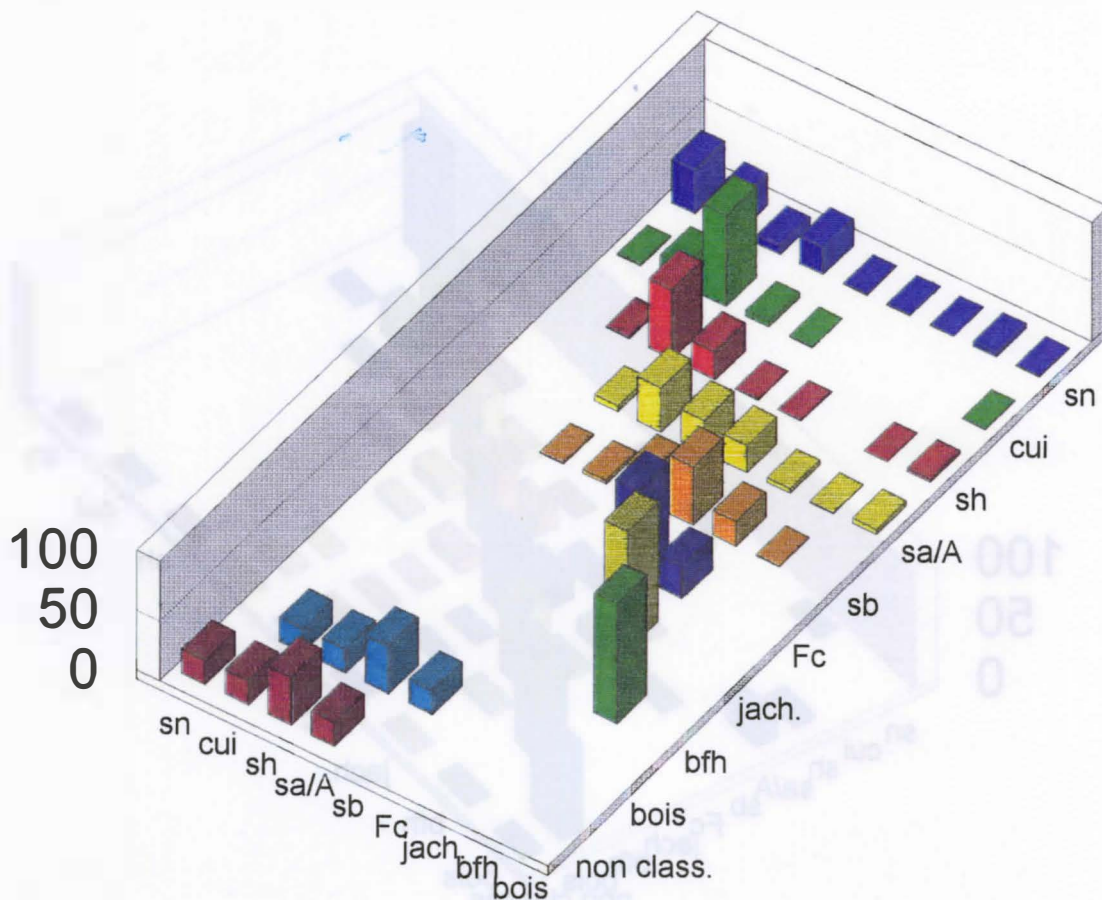 100
50
0
sn
cui
sh
sa/A
sb
Fc
jach.
bfh
bois
sn
cui
sh
sa/A
sb
Fc
jach.
bfh
bois
non class.